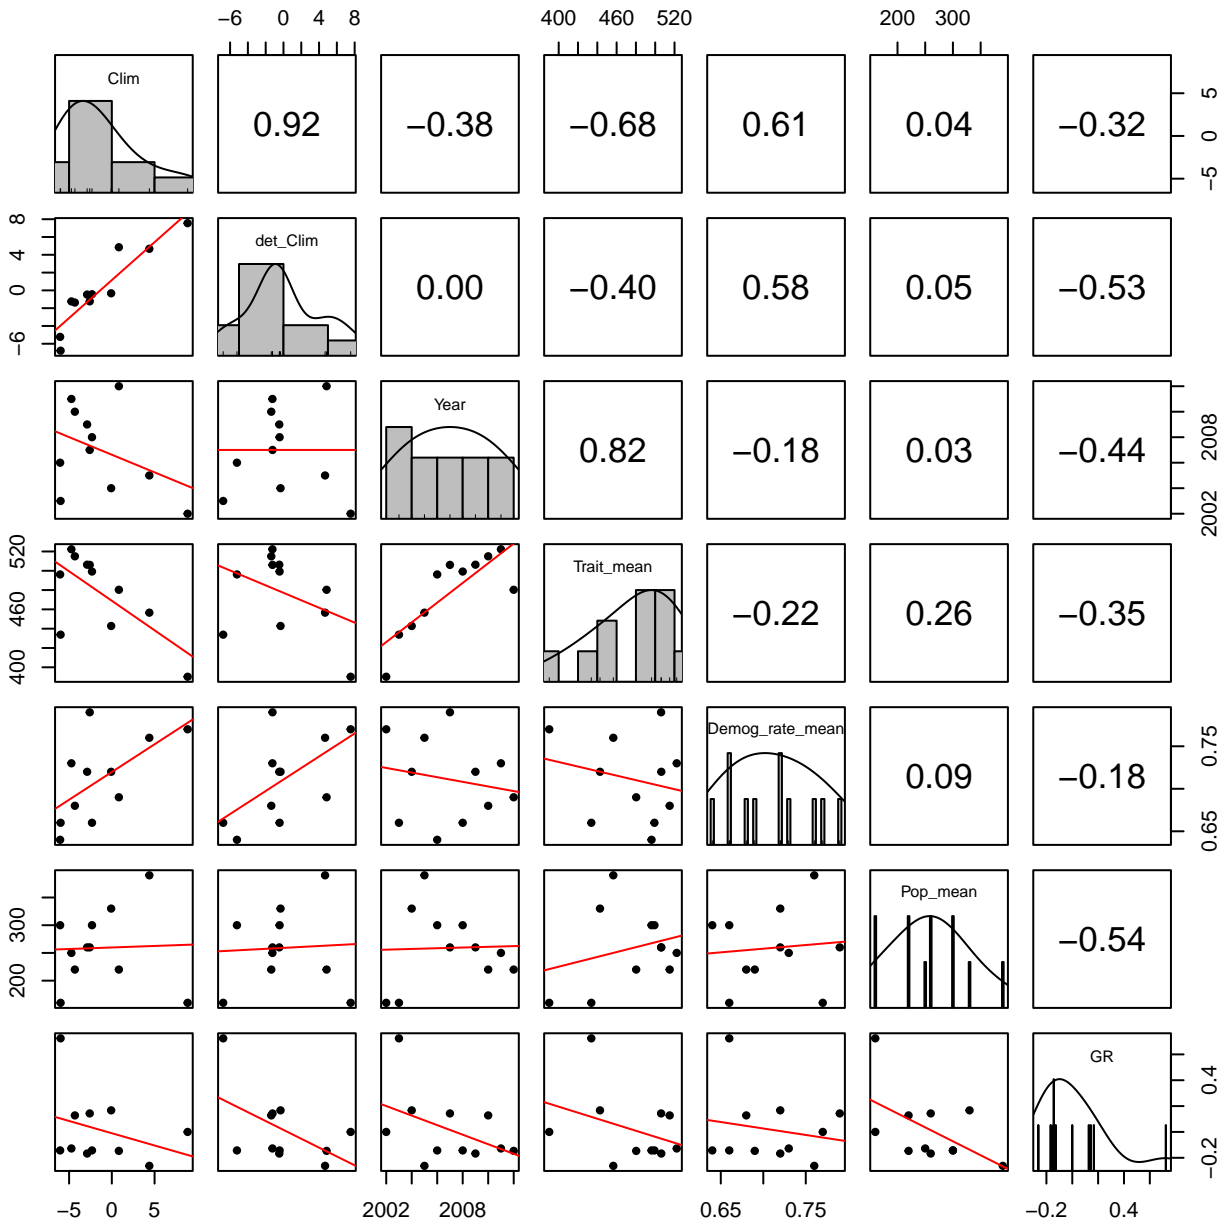 −6 0 4 8 400 460 520 200 300
Clim 0.92 −0.38 −0.68 0.61 0.04 −0.32
−5 0 5
−6 0 4 8
det_Clim 0.00 −0.40 0.58 0.05 −0.53
Year 0.82 −0.18 0.03 −0.44
2002 2008
400 460 520
Trait_mean −0.22 0.26 −0.35
Demog_rate_mean 0.09 −0.18
0.65 0.75
200 300
Pop_mean −0.54
GR
−0.2 0.4
−5 0 5 2002 2008 0.65 0.75 −0.2 0.4